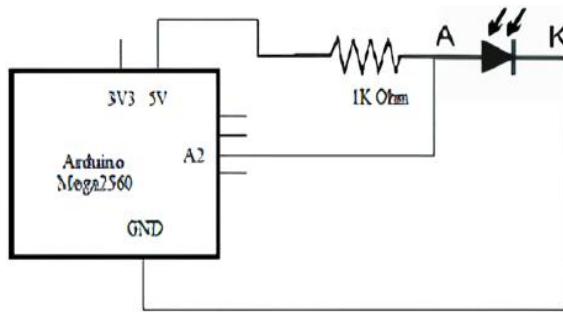 A
K
3V3 5V
1K Ohm
A2
Arduino
Mega2560
GND